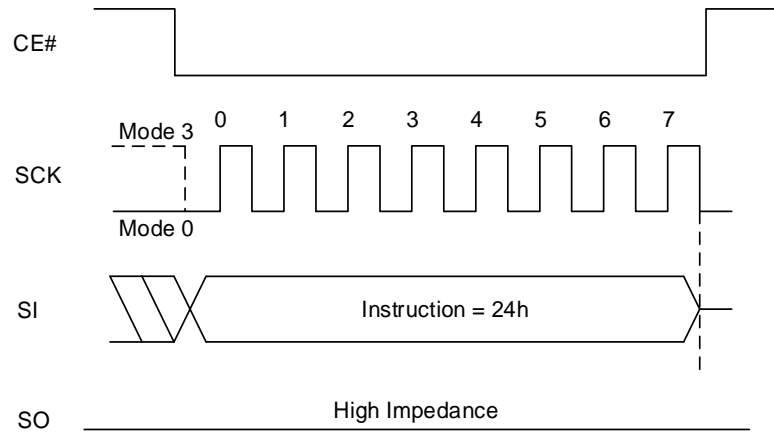 CE#
Mode 3
0 1 2 3 4 5 6 7
SCK
Mode 0
SI
Instruction = 24h
SO
High Impedance